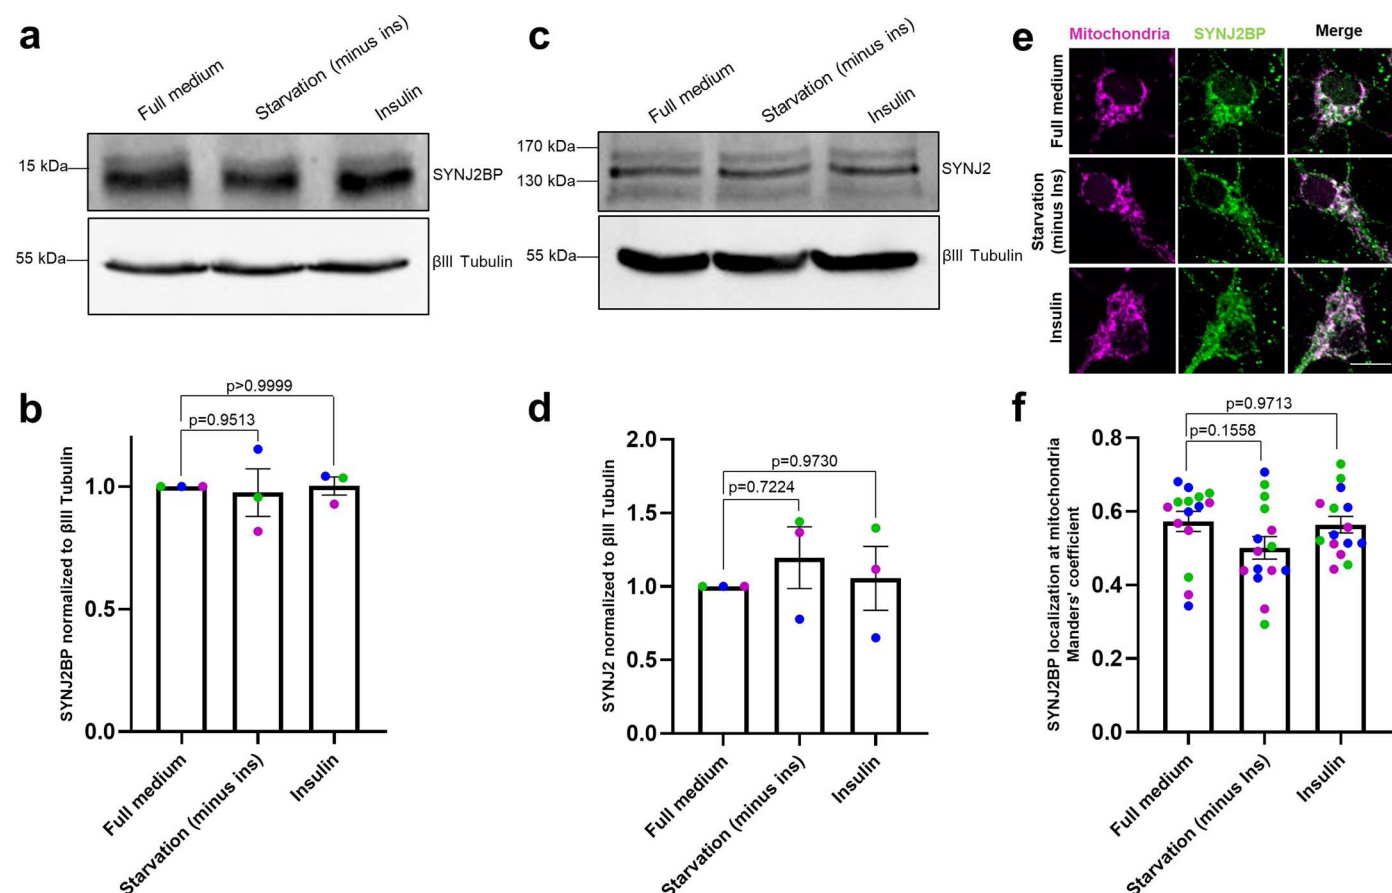 a
Full medium
Starvation (minus ins)
Insulin
15 kDa
SYNJ2BP
55 kDa
βIII Tubulin
c
Full medium
Starvation (minus ins)
Insulin
170 kDa
130 kDa
SYNJ2
55 kDa
βIII Tubulin
e
Mitochondria
SYNJ2BP
Merge
Full medium
Starvation
(minus Ins)
Insulin
b
p>0.9999
p=0.9513
SYNJ2BP normalized to βIII Tubulin
1.0
0.5
0.0
Full medium
Starvation (minus ins)
Insulin
d
p=0.9730
p=0.7224
SYNJ2 normalized to βIII Tubulin
2.0
1.5
1.0
0.5
0.0
Full medium
Starvation (minus ins)
Insulin
f
p=0.9713
p=0.1558
SYNJ2BP localization at mitochondria
Manders' coefficient
0.8
0.6
0.4
0.2
0.0
Full medium
Starvation (minus Ins)
Insulin